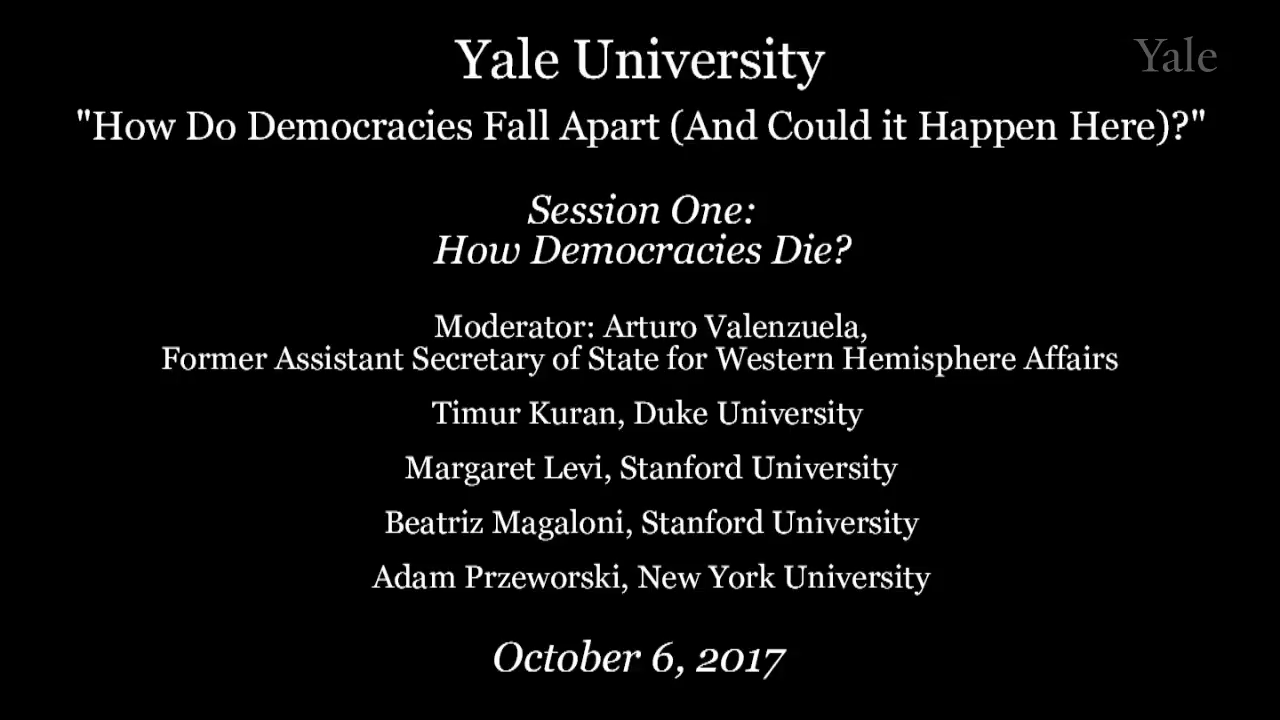 Yale University
Yale
"How Do Democracies Fall Apart (And Could it Happen Here)?"
Session One:
How Democracies Die?
Moderator: Arturo Valenzuela,
Former Assistant Secretary of State for Western Hemisphere Affairs
Timur Kuran, Duke University
Margaret Levi, Stanford University
Beatriz Magaloni, Stanford University
Adam Przeworski, New York University
October 6, 2017